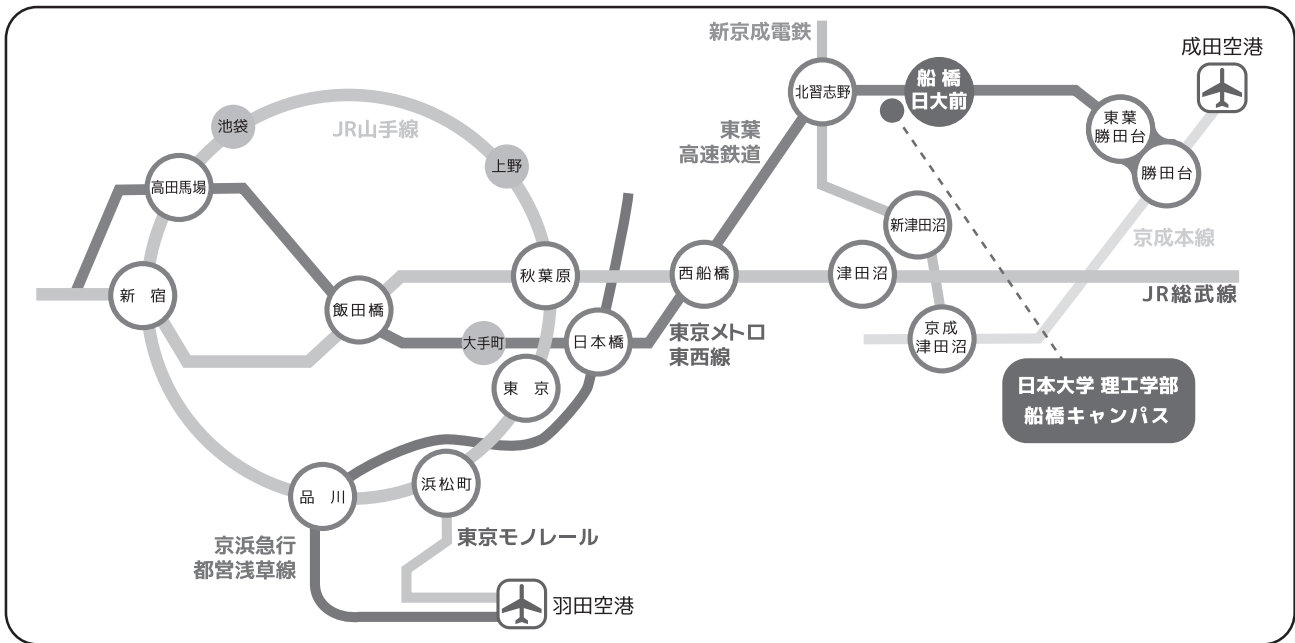 新京成電鉄
成田空港
北習志野
船橋
日大前
池袋
JR山手線
東葉
勝田台
東葉
高速鉄道
上野
勝田台
高田馬場
新津田沼
京成本線
秋葉原
西船橋
津田沼
新宿
飯田橋
JR総武線
大手町
日本橋
東京メトロ
東西線
京成
津田沼
東京
日本大学 理工学部
船橋キャンパス
品川
浜松町
東京モノレール
京浜急行
都営浅草線
羽田空港